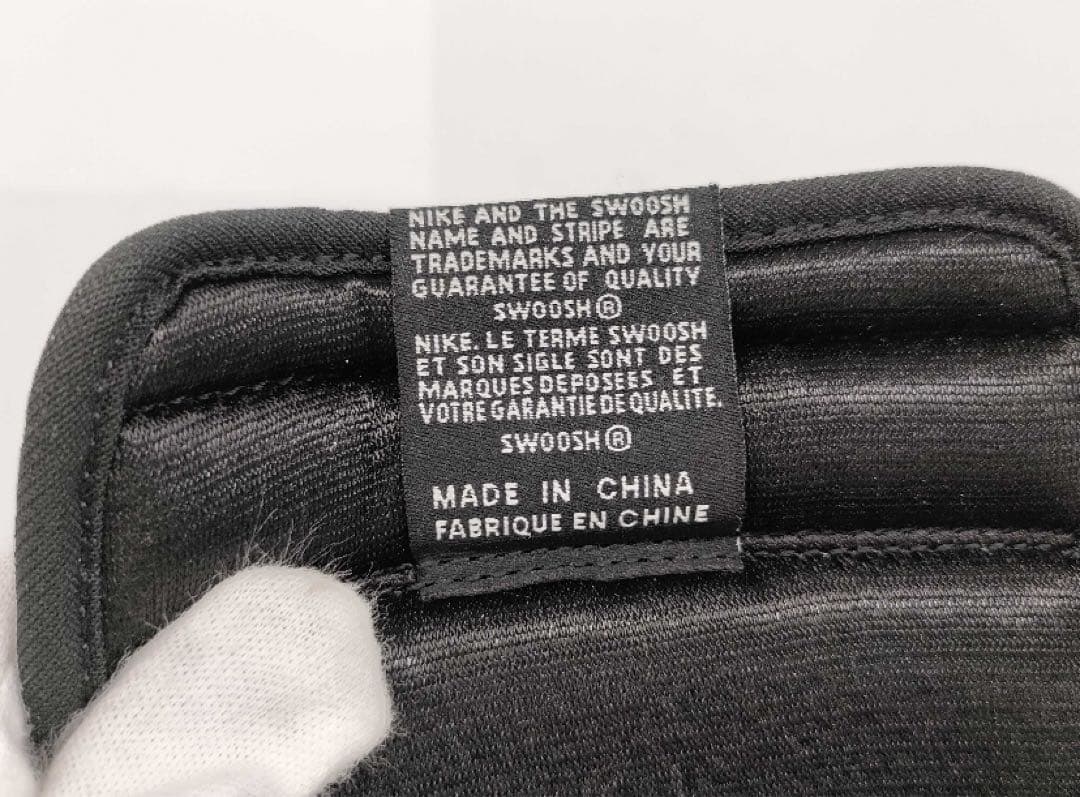 NIKE AND THE SWOOSH
NAME AND STRIPE ARE
TRADEMARKS AND YOUR
GUARANTEE OF QUALITY
SWOOSH®
NIKE. LE TERME SWOOSH
ET SON SIGLE SONT DES
MARQUES DEPOSEES ET
VOTRE GARANTIE DE QUALITE.
SWOOSH®
MADE IN CHINA
FABRIQUE EN CHINE